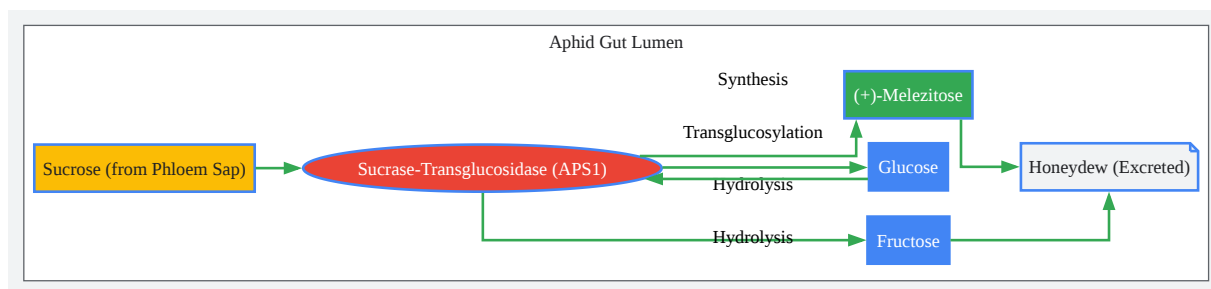 Aphid Gut Lumen
Synthesis
(+)-Melezitose
Transglucosylation
Sucrose (from Phloem Sap)
Sucrase-Transglucosidase (APS1)
Glucose
Honeydew (Excreted)
Hydrolysis
Hydrolysis
Fructose